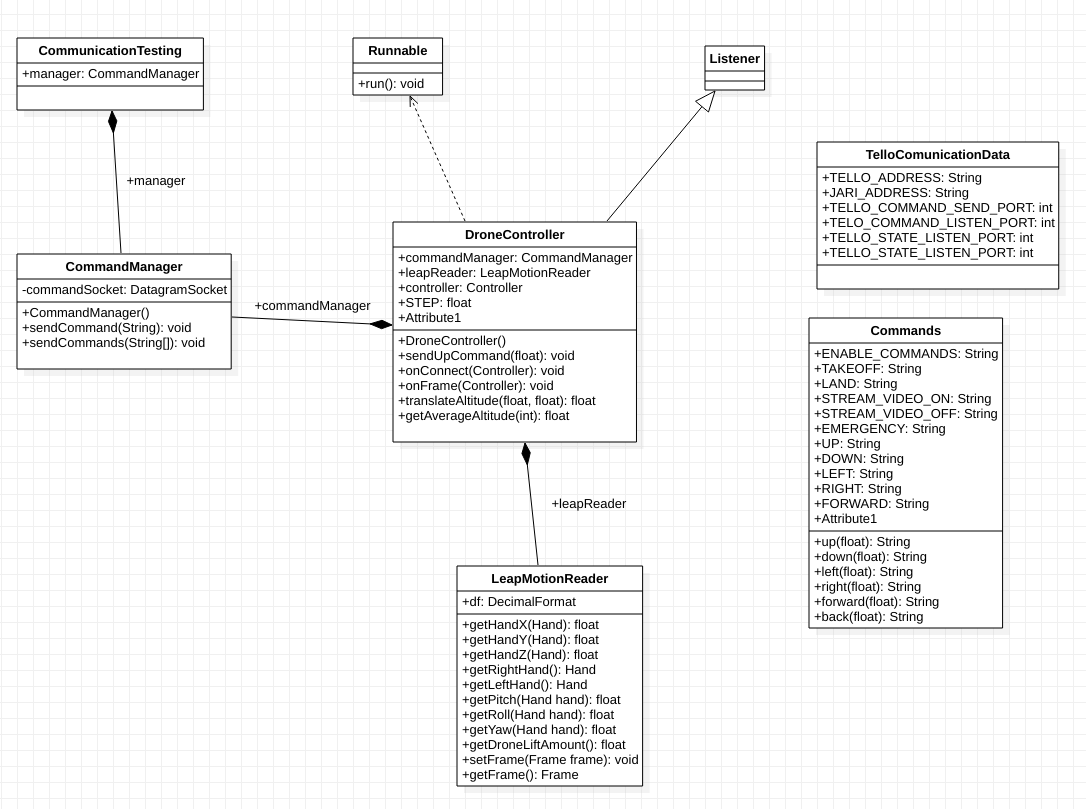 CommunicationTesting
+manager: CommandManager
Runnable
+run(): void
Listener
+manager
TelloComunicationData
+TELLO_ADDRESS: String
+JARI_ADDRESS: String
+TELLO_COMMAND_SEND_PORT: int
+TELO_COMMAND_LISTEN_PORT: int
+TELLO_STATE_LISTEN_PORT: int
+TELLO_STATE_LISTEN_PORT: int
CommandManager
-commandSocket: DatagramSocket
+CommandManager()
+sendCommand(String): void
+sendCommands(String[]): void
+commandManager
DroneController
+commandManager: CommandManager
+leapReader: LeapMotionReader
+controller: Controller
+STEP: float
+Attribute1
+DroneController()
+sendUpCommand(float): void
+onConnect(Controller): void
+onFrame(Controller): void
+translateAltitude(float, float): float
+getAverageAltitude(int): float
Commands
+ENABLE_COMMANDS: String
+TAKEOFF: String
+LAND: String
+STREAM_VIDEO_ON: String
+STREAM_VIDEO_OFF: String
+EMERGENCY: String
+UP: String
+DOWN: String
+LEFT: String
+RIGHT: String
+FORWARD: String
+Attribute1
+up(float): String
+down(float): String
+left(float): String
+right(float): String
+forward(float): String
+back(float): String
+leapReader
LeapMotionReader
+df: DecimalFormat
+getHandX(Hand): float
+getHandY(Hand): float
+getHandZ(Hand): float
+getRightHand(): Hand
+getLeftHand(): Hand
+getPitch(Hand hand): float
+getRoll(Hand hand): float
+getYaw(Hand hand): float
+getDroneLiftAmount(): float
+setFrame(Frame frame): void
+getFrame(): Frame